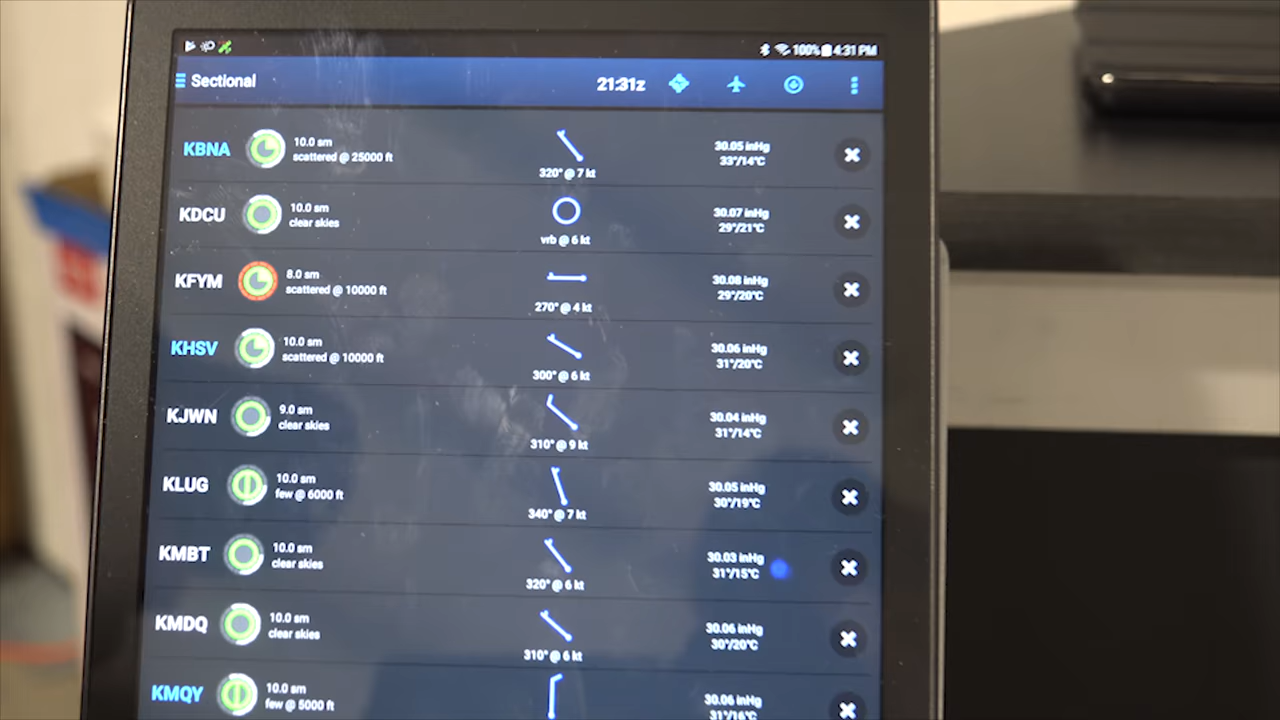 100% 4:31 PM
Sectional 21:31z
KBNA 10.0 sm 30.05 inHg
scattered @ 25000 ft 320° @ 7 kt 33°/14°C
KDCU 10.0 sm 30.07 inHg
clear skies vrb @ 6 kt 29°/21°C
KFYM 8.0 sm 30.08 inHg
scattered @ 10000 ft 270° @ 4 kt 29°/20°C
KHSV 10.0 sm 30.06 inHg
scattered @ 10000 ft 300° @ 6 kt 31°/20°C
KJWN 9.0 sm 30.04 inHg
clear skies 310° @ 9 kt 31°/14°C
KLUG 10.0 sm 30.05 inHg
few @ 6000 ft 340° @ 7 kt 30°/19°C
KMBT 10.0 sm 30.03 inHg
clear skies 320° @ 6 kt 31°/15°C
KMDQ 10.0 sm 30.06 inHg
clear skies 310° @ 6 kt 30°/20°C
KMQY 10.0 sm 30.06 inHg
few @ 5000 ft 31°/16°C